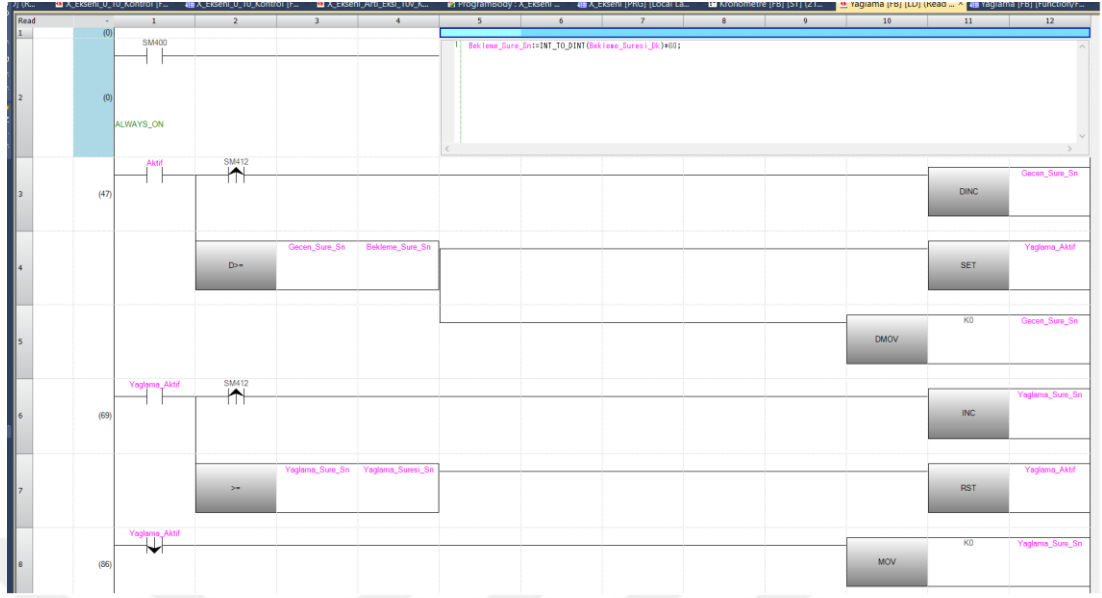 X_Ekseni_0_10_Kontrol [F... X_Ekseni_0_10_Kontrol [F... X_Ekseni_Arti_Eksi_10V_K... ProgramBody : X_Ekseni ... X_Ekseni [PRG] [Local La... Kronometre [FB] [ST] (21... Yaglama [FB] [LD] (Read ... × Yaglama [FB] [Function/F...
Read - 1 2 3 4 5 6 7 8 9 10 11 12
1 (0)
SM400
1 Bekleme_Sure_Sn:=INT_TO_DINT(Bekleme_Suresi_Dk)*60;
2 (0)
ALWAYS_ON
Aktif SM412 Gecen_Sure_Sn
3 (47) DINC
Gecen_Sure_Sn Bekleme_Sure_Sn Yaglama_Aktif
4 D>= SET
K0 Gecen_Sure_Sn
5 DMOV
Yaglama_Aktif SM412 Yaglama_Sure_Sn
6 (69) INC
Yaglama_Sure_Sn Yaglama_Suresi_Sn Yaglama_Aktif
7 >= RST
Yaglama_Aktif K0 Yaglama_Sure_Sn
8 (86) MOV